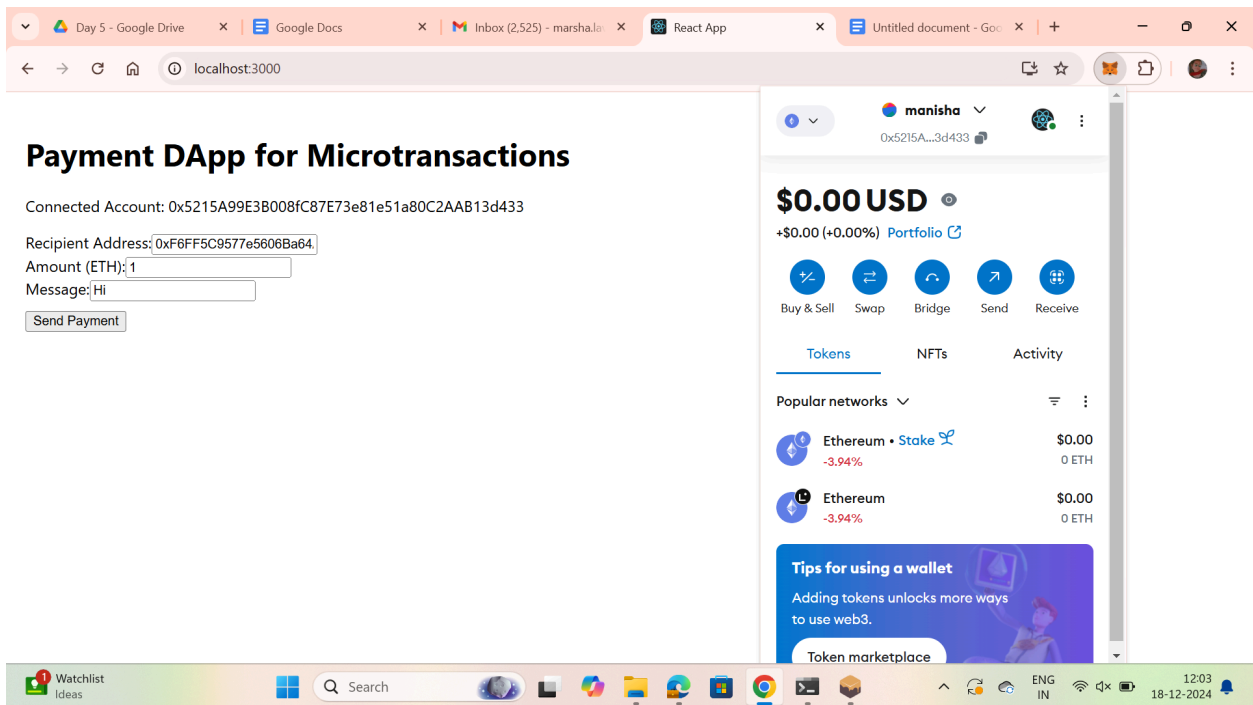 Day 5 - Google Drive
Google Docs
Inbox (2,525) - marsha.la
React App
Untitled document - Goo
localhost:3000
Payment DApp for Microtransactions
Connected Account: 0x5215A99E3B008fC87E73e81e51a80C2AAB13d433
Recipient Address: 0xF6FF5C9577e5606Ba64
Amount (ETH): 1
Message: Hi
Send Payment
manisha
0x5215A...3d433
$0.00 USD
+$0.00 (+0.00%) Portfolio
Buy & Sell Swap Bridge Send Receive
Tokens NFTs Activity
Popular networks
Ethereum • Stake $0.00
-3.94% 0 ETH
Ethereum $0.00
-3.94% 0 ETH
Tips for using a wallet
Adding tokens unlocks more ways
to use web3.
Token marketplace
1
Watchlist
Ideas
Search
ENG
IN
12:03
18-12-2024